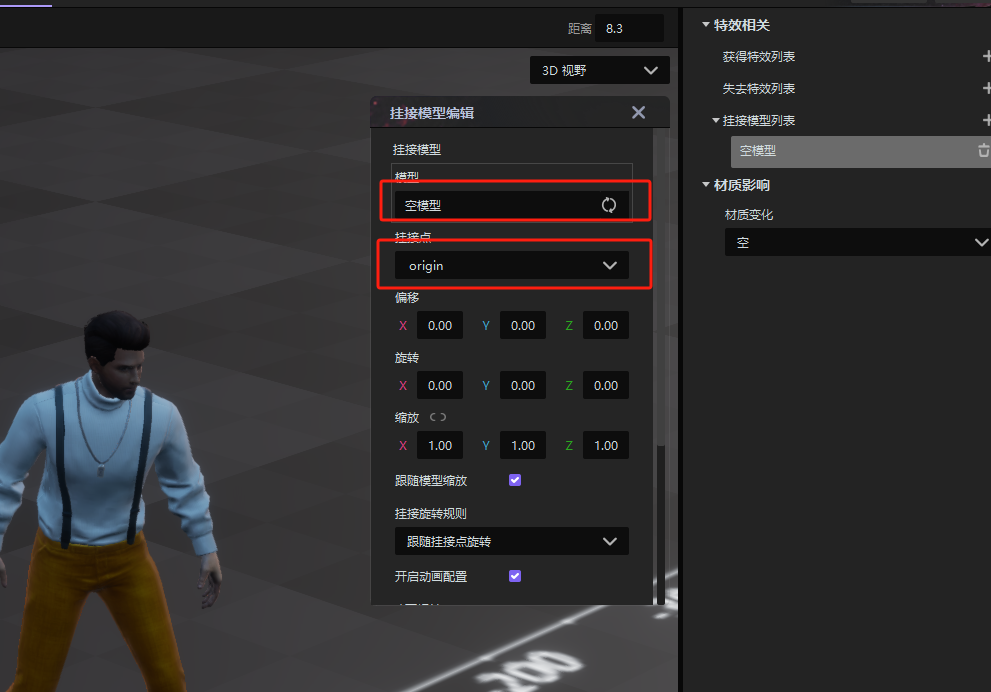 距离 8.3
3D 视野
挂接模型编辑
挂接模型
模型
空模型
挂接点
origin
偏移
X 0.00 Y 0.00 Z 0.00
旋转
X 0.00 Y 0.00 Z 0.00
缩放
X 1.00 Y 1.00 Z 1.00
跟随模型缩放
挂接旋转规则
跟随挂接点旋转
开启动画配置
200
特效相关
获得特效列表
失去特效列表
挂接模型列表
空模型
材质影响
材质变化
空